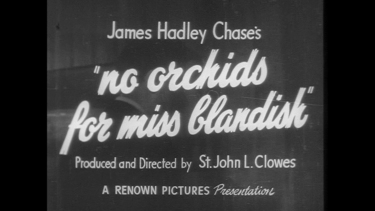 James Hadley Chase's
"no orchids
for miss blandish"
Produced and Directed by St. John L. Clowes
A RENOWN PICTURES Presentation